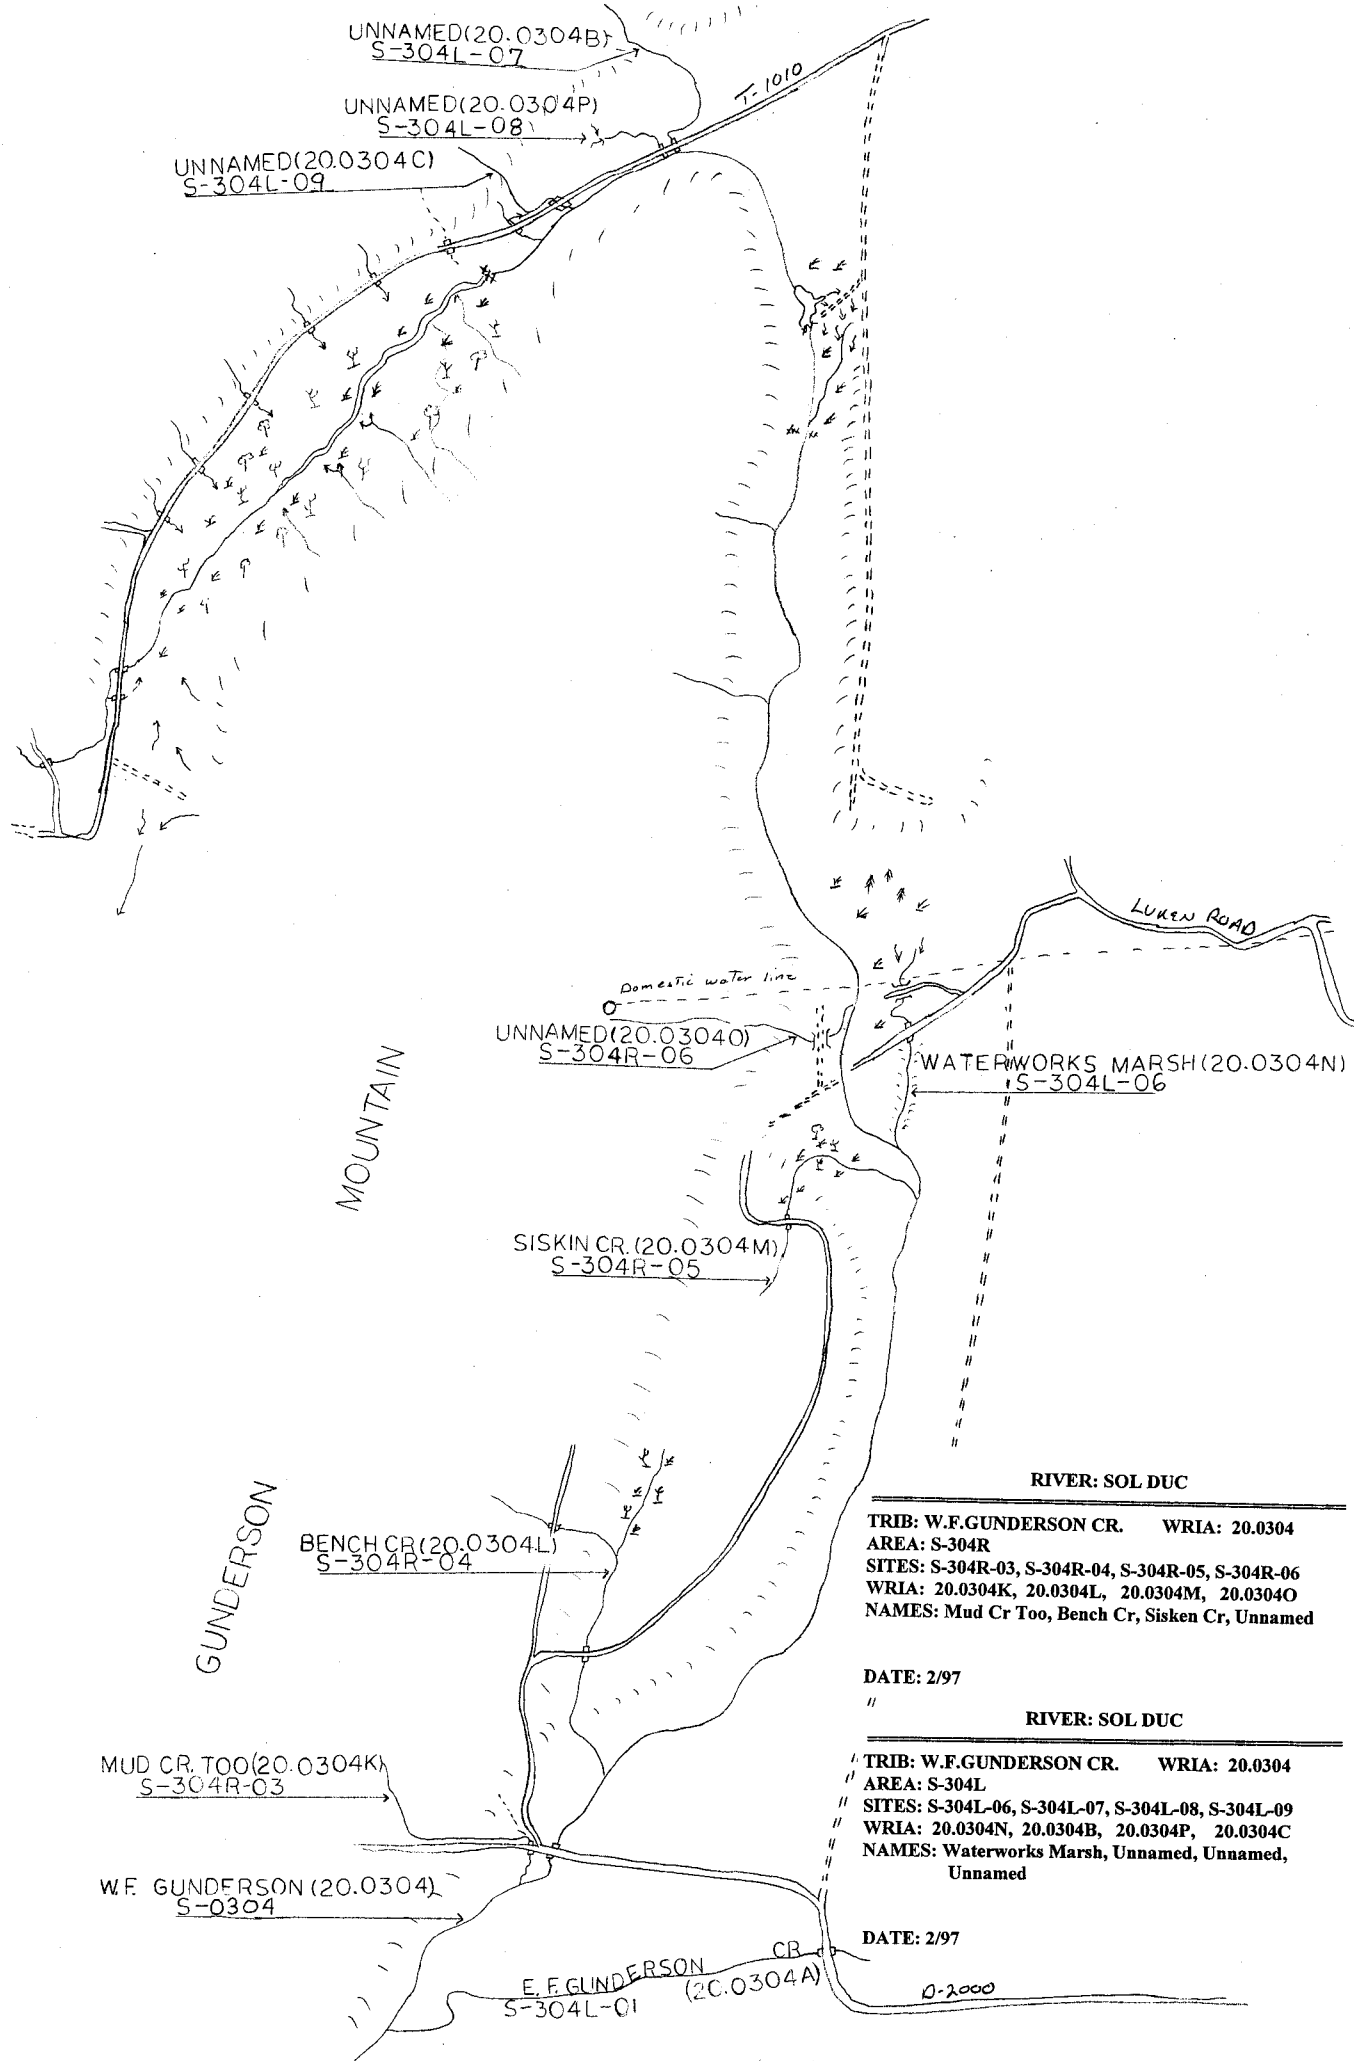 UNNAMED(20.0304B)
S-304L-07
T-1010
UNNAMED(20.0304P)
S-304L-08
UNNAMED(20.0304C)
S-304L-09
LUKEN ROAD
Domestic water line
UNNAMED(20.0304O)
S-304R-06
WATERWORKS MARSH(20.0304N)
S-304L-06
MOUNTAIN
SISKIN CR.(20.0304M)
S-304R-05
GUNDERSON
BENCH CR(20.0304L)
S-304R-04
RIVER: SOL DUC
TRIB: W.F.GUNDERSON CR. WRIA: 20.0304
AREA: S-304R
SITES: S-304R-03, S-304R-04, S-304R-05, S-304R-06
WRIA: 20.0304K, 20.0304L, 20.0304M, 20.0304O
NAMES: Mud Cr Too, Bench Cr, Sisken Cr, Unnamed
DATE: 2/97
RIVER: SOL DUC
TRIB: W.F.GUNDERSON CR. WRIA: 20.0304
AREA: S-304L
SITES: S-304L-06, S-304L-07, S-304L-08, S-304L-09
WRIA: 20.0304N, 20.0304B, 20.0304P, 20.0304C
NAMES: Waterworks Marsh, Unnamed, Unnamed,
Unnamed
DATE: 2/97
MUD CR. TOO(20.0304K)
S-304R-03
W.F. GUNDERSON (20.0304)
S-0304
E.F. GUNDERSON CR
(20.0304A)
S-304L-01
D-2000